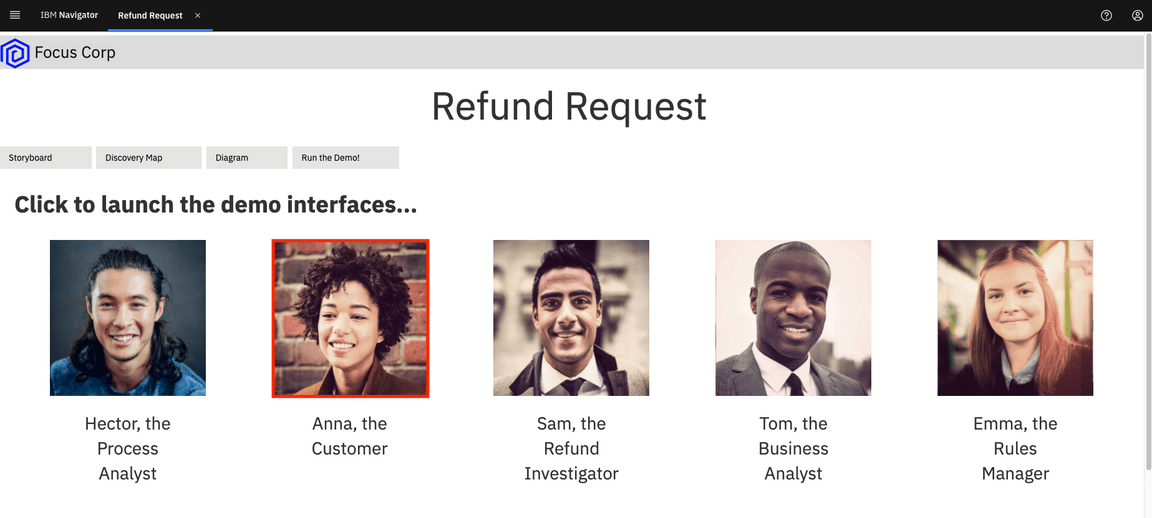 IBM Navigator
Refund Request
Focus Corp
Refund Request
Storyboard
Discovery Map
Diagram
Run the Demo!
Click to launch the demo interfaces...
Hector, the
Process
Analyst
Anna, the
Customer
Sam, the
Refund
Investigator
Tom, the
Business
Analyst
Emma, the
Rules
Manager